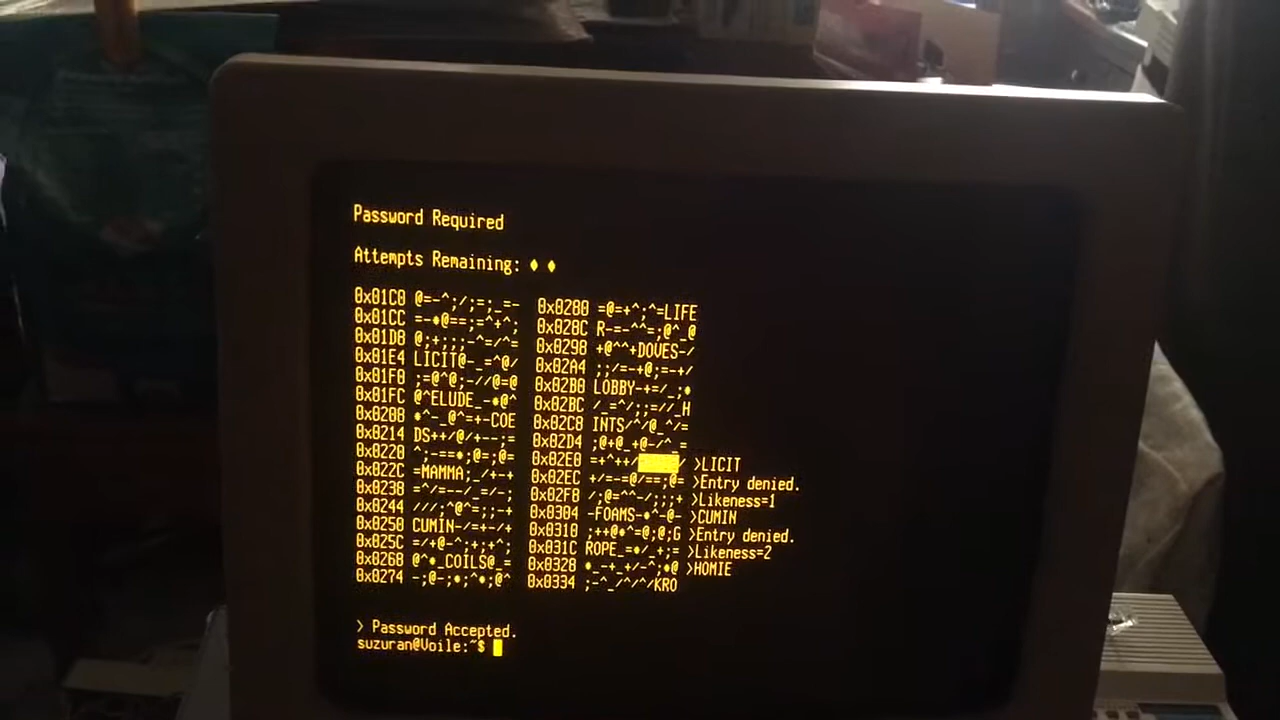 Password Required
Attempts Remaining: ♦ ♦
0x01C0 @=-^;/;=;_=- 0x0280 =@=+^;^=LIFE
0x01CC =-*@==;=^+^; 0x028C R-=-^^=;@^_@
0x01D8 @;+;;;-^=/^= 0x0298 +@^^+DOVES-/
0x01E4 LICIT@-_=^@/ 0x02A4 ;;/=-+@;=-+/
0x01F0 ;=@^@;-//@=@ 0x02B0 LOBBY-+=/_;*
0x01FC @^ELUDE_-*@^ 0x02BC /_=^/;;=//_H
0x0208 *^-_@^=+-COE 0x02C8 INTS/^/@_^/=
0x0214 DS++/@/+--;= 0x02D4 ;@+@_+@-/^_=
0x0220 ^;-==*;@=;@= 0x02E0 =+^++/ / >LICIT
0x022C =MAMMA;_/+-+ 0x02EC +/=-=@/==;@= >Entry denied.
0x0238 =^/=--/_=/-; 0x02F8 /;@=^^-/;;;+ >Likeness=1
0x0244 ///;^@^=;;-+ 0x0304 -FOAMS-*^-@- >CUMIN
0x0250 CUMIN-/=+-/+ 0x0310 ;++@*^=@;@;G >Entry denied.
0x025C =/+@-^;+;+^; 0x031C ROPE_=*/_+;= >Likeness=2
0x0268 @^*_COILS@_= 0x0328 *_-+_+/-^;*@ >HOMIE
0x0274 -;@-;*;^*;@^ 0x0334 ;-^_/^/^/KRO
> Password Accepted.
suzuran@Voile:~$